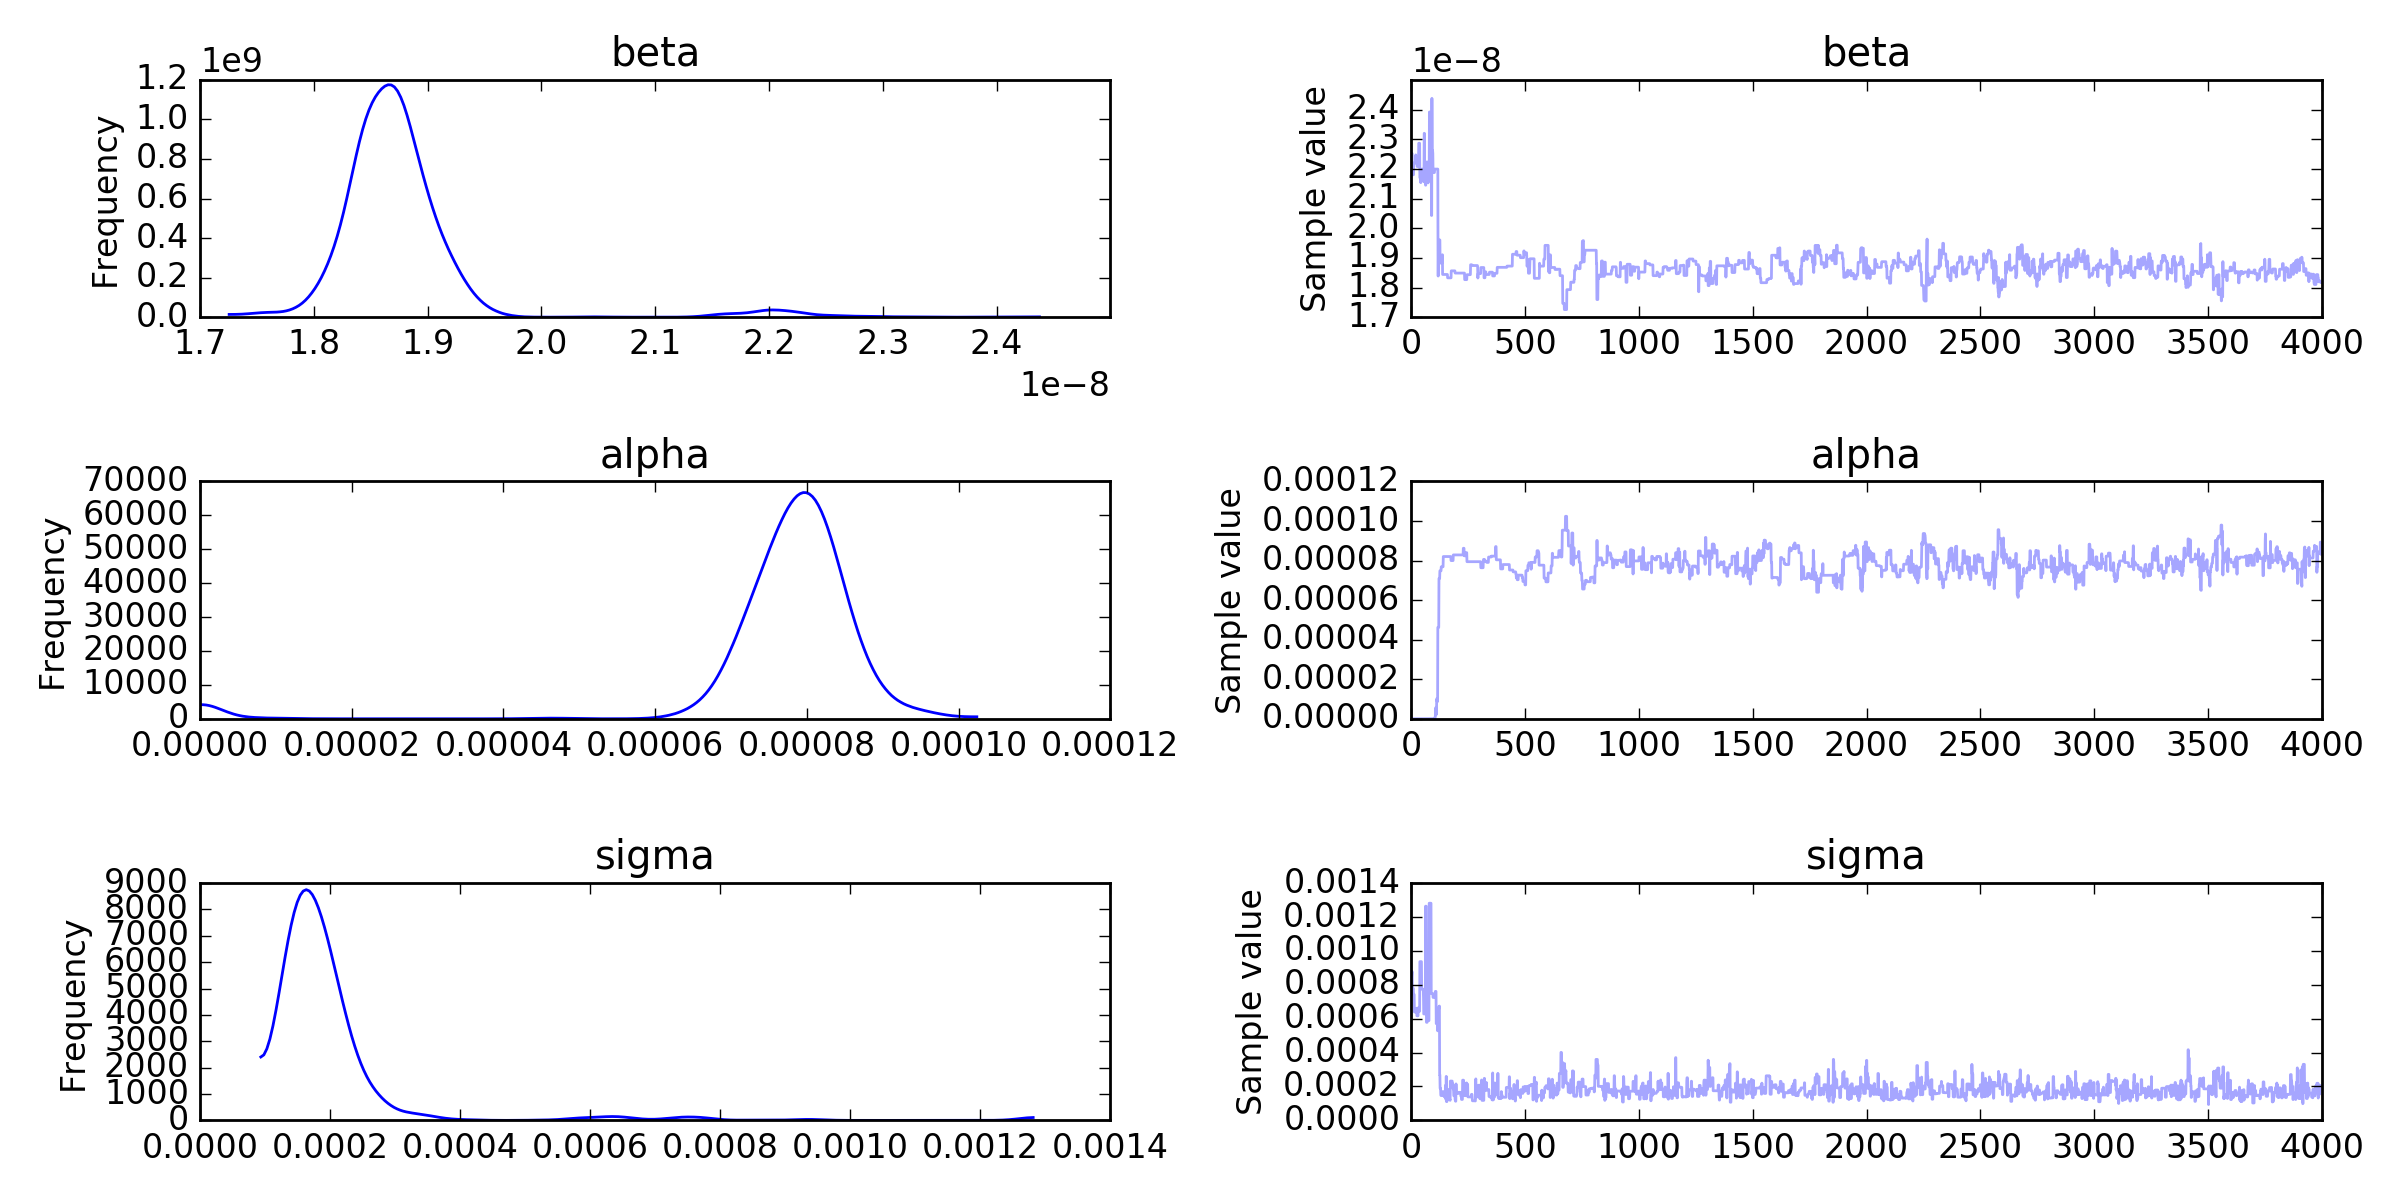 beta
1e9
Frequency
1.2
1.0
0.8
0.6
0.4
0.2
0.0
1.7 1.8 1.9 2.0 2.1 2.2 2.3 2.4
1e−8
beta
1e−8
Sample value
2.4
2.3
2.2
2.1
2.0
1.9
1.8
1.7
0 500 1000 1500 2000 2500 3000 3500 4000
alpha
Frequency
70000
60000
50000
40000
30000
20000
10000
0
0.00000 0.00002 0.00004 0.00006 0.00008 0.00010 0.00012
alpha
Sample value
0.00012
0.00010
0.00008
0.00006
0.00004
0.00002
0.00000
0 500 1000 1500 2000 2500 3000 3500 4000
sigma
Frequency
9000
8000
7000
6000
5000
4000
3000
2000
1000
0
0.0000 0.0002 0.0004 0.0006 0.0008 0.0010 0.0012 0.0014
sigma
Sample value
0.0014
0.0012
0.0010
0.0008
0.0006
0.0004
0.0002
0.0000
0 500 1000 1500 2000 2500 3000 3500 4000